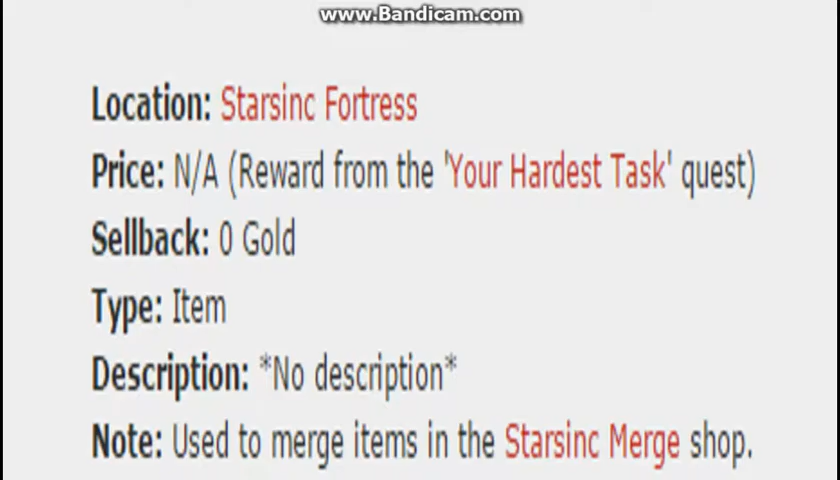 www.Bandicam.com
Location: Starsinc Fortress
Price: N/A (Reward from the 'Your Hardest Task' quest)
Sellback: 0 Gold
Type: Item
Description: *No description*
Note: Used to merge items in the Starsinc Merge shop.